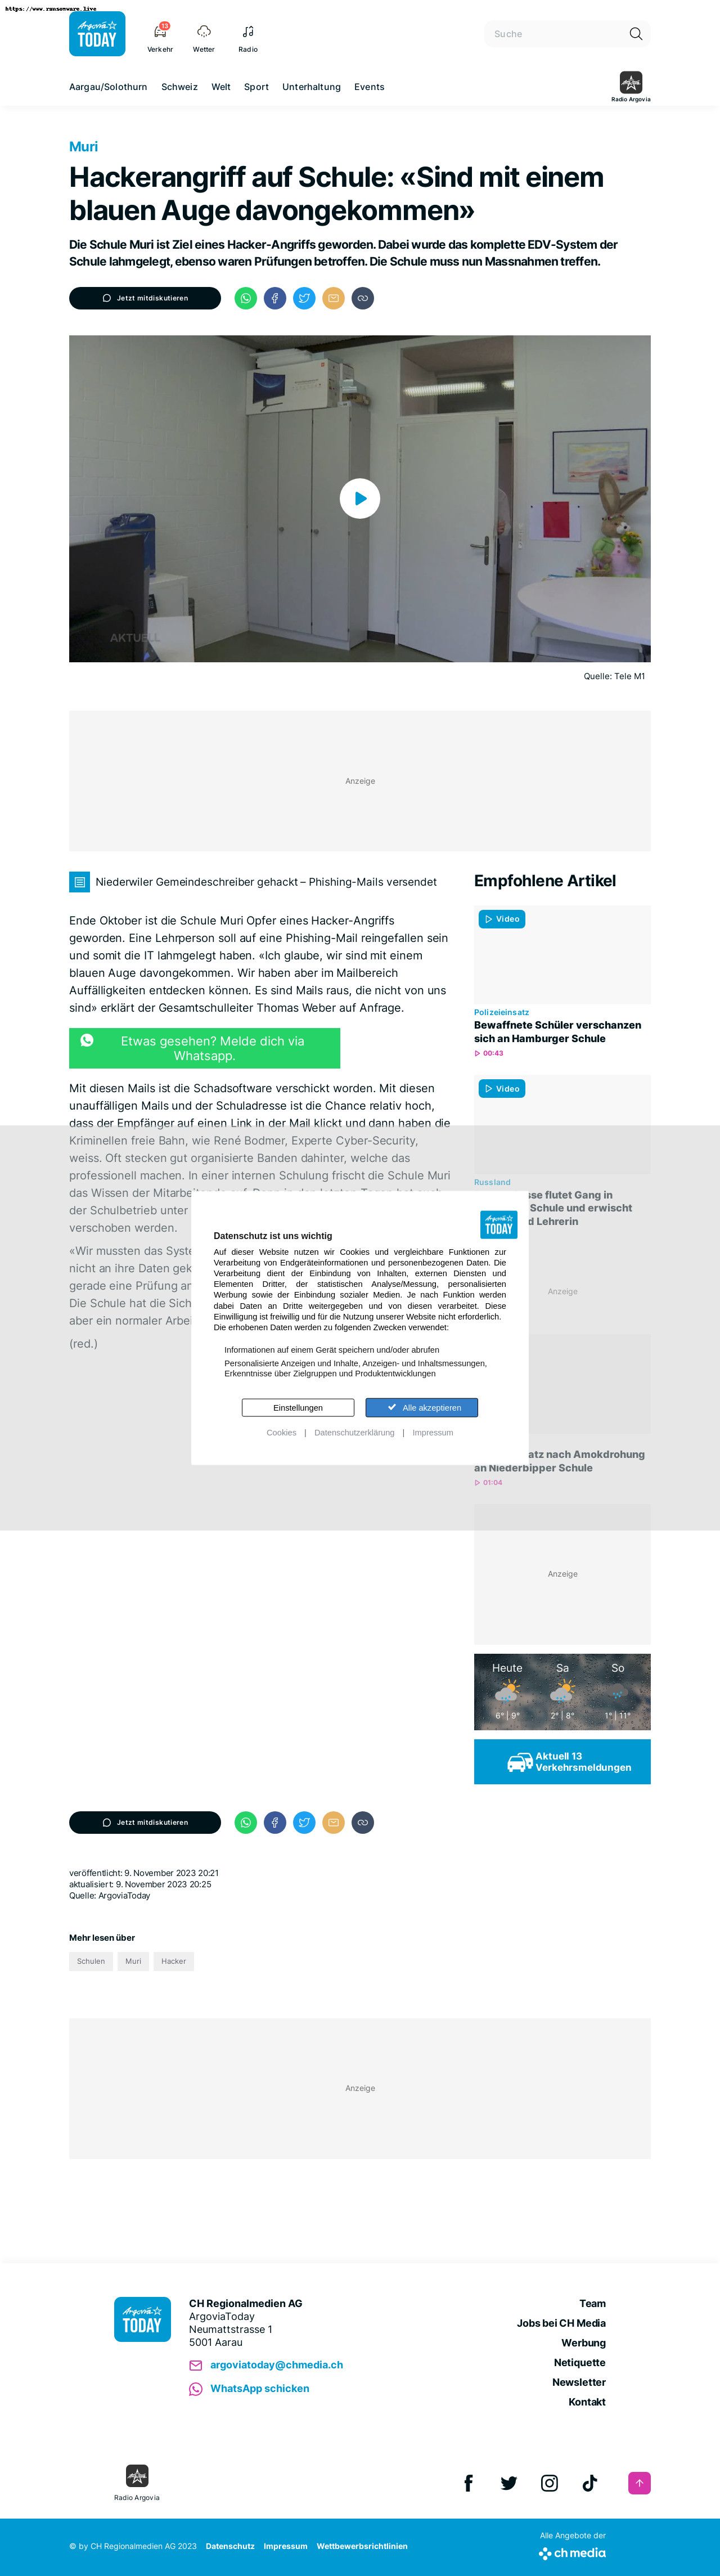 https://www.ransomware.live
Argovia
TODAY
13
Verkehr
Wetter
Radio
Suche
Aargau/Solothurn
Schweiz
Welt
Sport
Unterhaltung
Events
Radio Argovia
Muri
Hackerangriff auf Schule: «Sind mit einem
blauen Auge davongekommen»
Die Schule Muri ist Ziel eines Hacker-Angriffs geworden. Dabei wurde das komplette EDV-System der
Schule lahmgelegt, ebenso waren Prüfungen betroffen. Die Schule muss nun Massnahmen treffen.
Jetzt mitdiskutieren
AKTUELL
Quelle: Tele M1
Anzeige
Niederwiler Gemeindeschreiber gehackt – Phishing-Mails versendet
Ende Oktober ist die Schule Muri Opfer eines Hacker-Angriffs
geworden. Eine Lehrperson soll auf eine Phishing-Mail reingefallen sein
und somit die IT lahmgelegt haben. «Ich glaube, wir sind mit einem
blauen Auge davongekommen. Wir haben aber im Mailbereich
Auffälligkeiten entdecken können. Es sind Mails raus, die nicht von uns
sind» erklärt der Gesamtschulleiter Thomas Weber auf Anfrage.
Etwas gesehen? Melde dich via
Whatsapp.
Mit diesen Mails ist die Schadsoftware verschickt worden. Mit diesen
unauffäligen Mails und der Schuladresse ist die Chance relativ hoch,
dass der Empfänger auf einen Link in der Mail klickt und dann haben die
Kriminellen freie Bahn, wie René Bodmer, Experte Cyber-Security,
weiss. Oft stecken gut organisierte Banden dahinter, welche das
professionell machen. In einer internen Schulung frischt die Schule Muri
das Wissen der Mitarbeitende
der Schulbetrieb unter
verschoben werden.
«Wir mussten das Syste
nicht an ihre Daten gek
gerade eine Prüfung an
Die Schule hat die Sich
aber ein normaler Arbe
(red.)
Empfohlene Artikel
Video
Polizeieinsatz
Bewaffnete Schüler verschanzen
sich an Hamburger Schule
00:43
Video
Russland
sse flutet Gang in
Schule und erwischt
d Lehrerin
Anzeige
atz nach Amokdrohung
an Niederbipper Schule
01:04
Anzeige
Argovia
TODAY
Datenschutz ist uns wichtig
Auf dieser Website nutzen wir Cookies und vergleichbare Funktionen zur
Verarbeitung von Endgeräteinformationen und personenbezogenen Daten. Die
Verarbeitung dient der Einbindung von Inhalten, externen Diensten und
Elementen Dritter, der statistischen Analyse/Messung, personalisierten
Werbung sowie der Einbindung sozialer Medien. Je nach Funktion werden
dabei Daten an Dritte weitergegeben und von diesen verarbeitet. Diese
Einwilligung ist freiwillig und für die Nutzung unserer Website nicht erforderlich.
Die erhobenen Daten werden zu folgenden Zwecken verwendet:
Informationen auf einem Gerät speichern und/oder abrufen
Personalisierte Anzeigen und Inhalte, Anzeigen- und Inhaltsmessungen,
Erkenntnisse über Zielgruppen und Produktentwicklungen
Einstellungen
Alle akzeptieren
Cookies | Datenschutzerklärung | Impressum
Heute
Sa
So
6° | 9°
2° | 8°
1° | 11°
Aktuell 13
Verkehrsmeldungen
Jetzt mitdiskutieren
veröffentlicht: 9. November 2023 20:21
aktualisiert: 9. November 2023 20:25
Quelle: ArgoviaToday
Mehr lesen über
Schulen
Muri
Hacker
Anzeige
Argovia
TODAY
CH Regionalmedien AG
ArgoviaToday
Neumattstrasse 1
5001 Aarau
argoviatoday@chmedia.ch
WhatsApp schicken
Team
Jobs bei CH Media
Werbung
Netiquette
Newsletter
Kontakt
Radio Argovia
© by CH Regionalmedien AG 2023
Datenschutz
Impressum
Wettbewerbsrichtlinien
Alle Angebote der
ch media